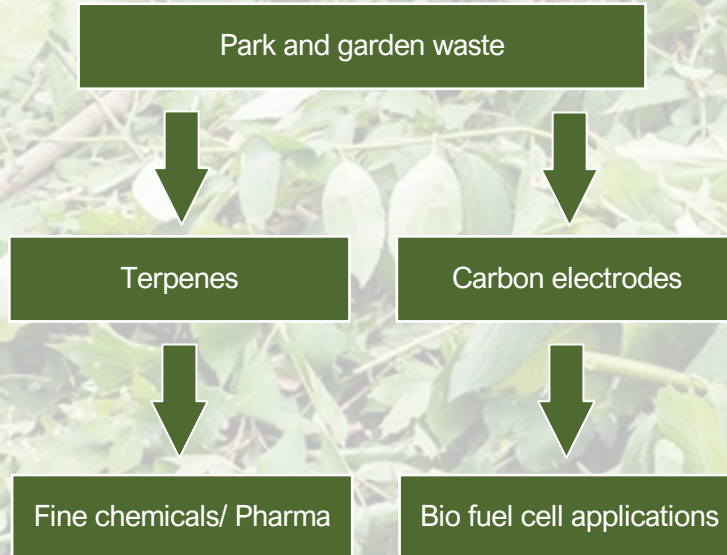 Park and garden waste
Terpenes
Carbon electrodes
Fine chemicals/ Pharma
Bio fuel cell applications